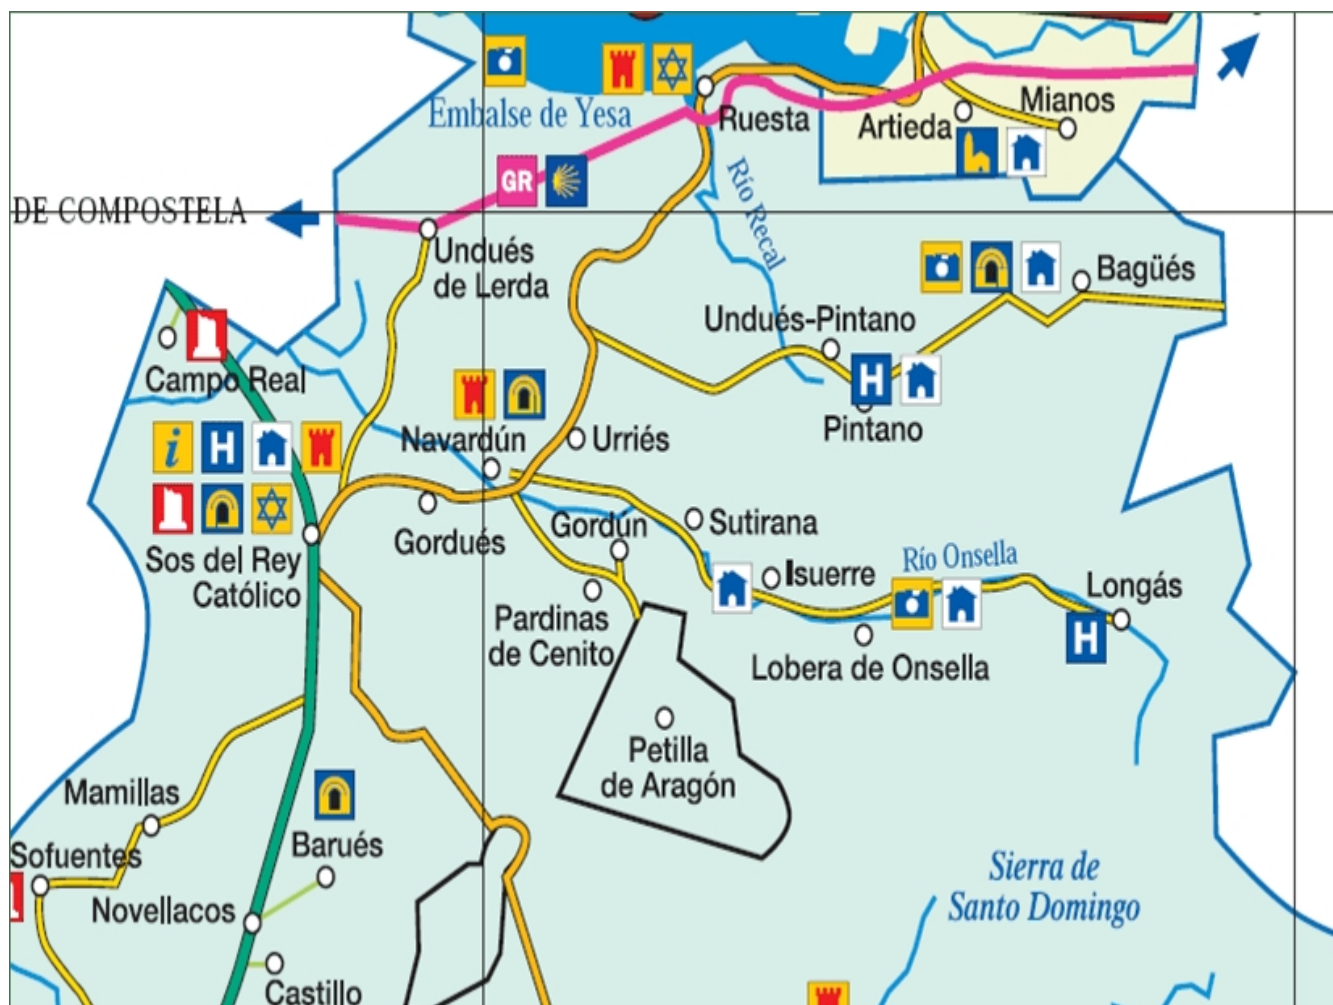 Embalse de Yesa
Ruesta
Artieda
Mianos
GR
Río Recal
DE COMPOSTELA
Undués
de Lerda
Bagüés
Undués-Pintano
H
Pintano
Campo Real
i H
Navardún
Urriés
Sos del Rey
Católico
Gordués
Gordún
Sutirana
Isuerre
Río Onsella
Longás
H
Pardinas
de Cenito
Lobera de Onsella
Petilla
de Aragón
Mamillas
Sofuentes
Barués
Novellacos
Castillo
Sierra de
Santo Domingo